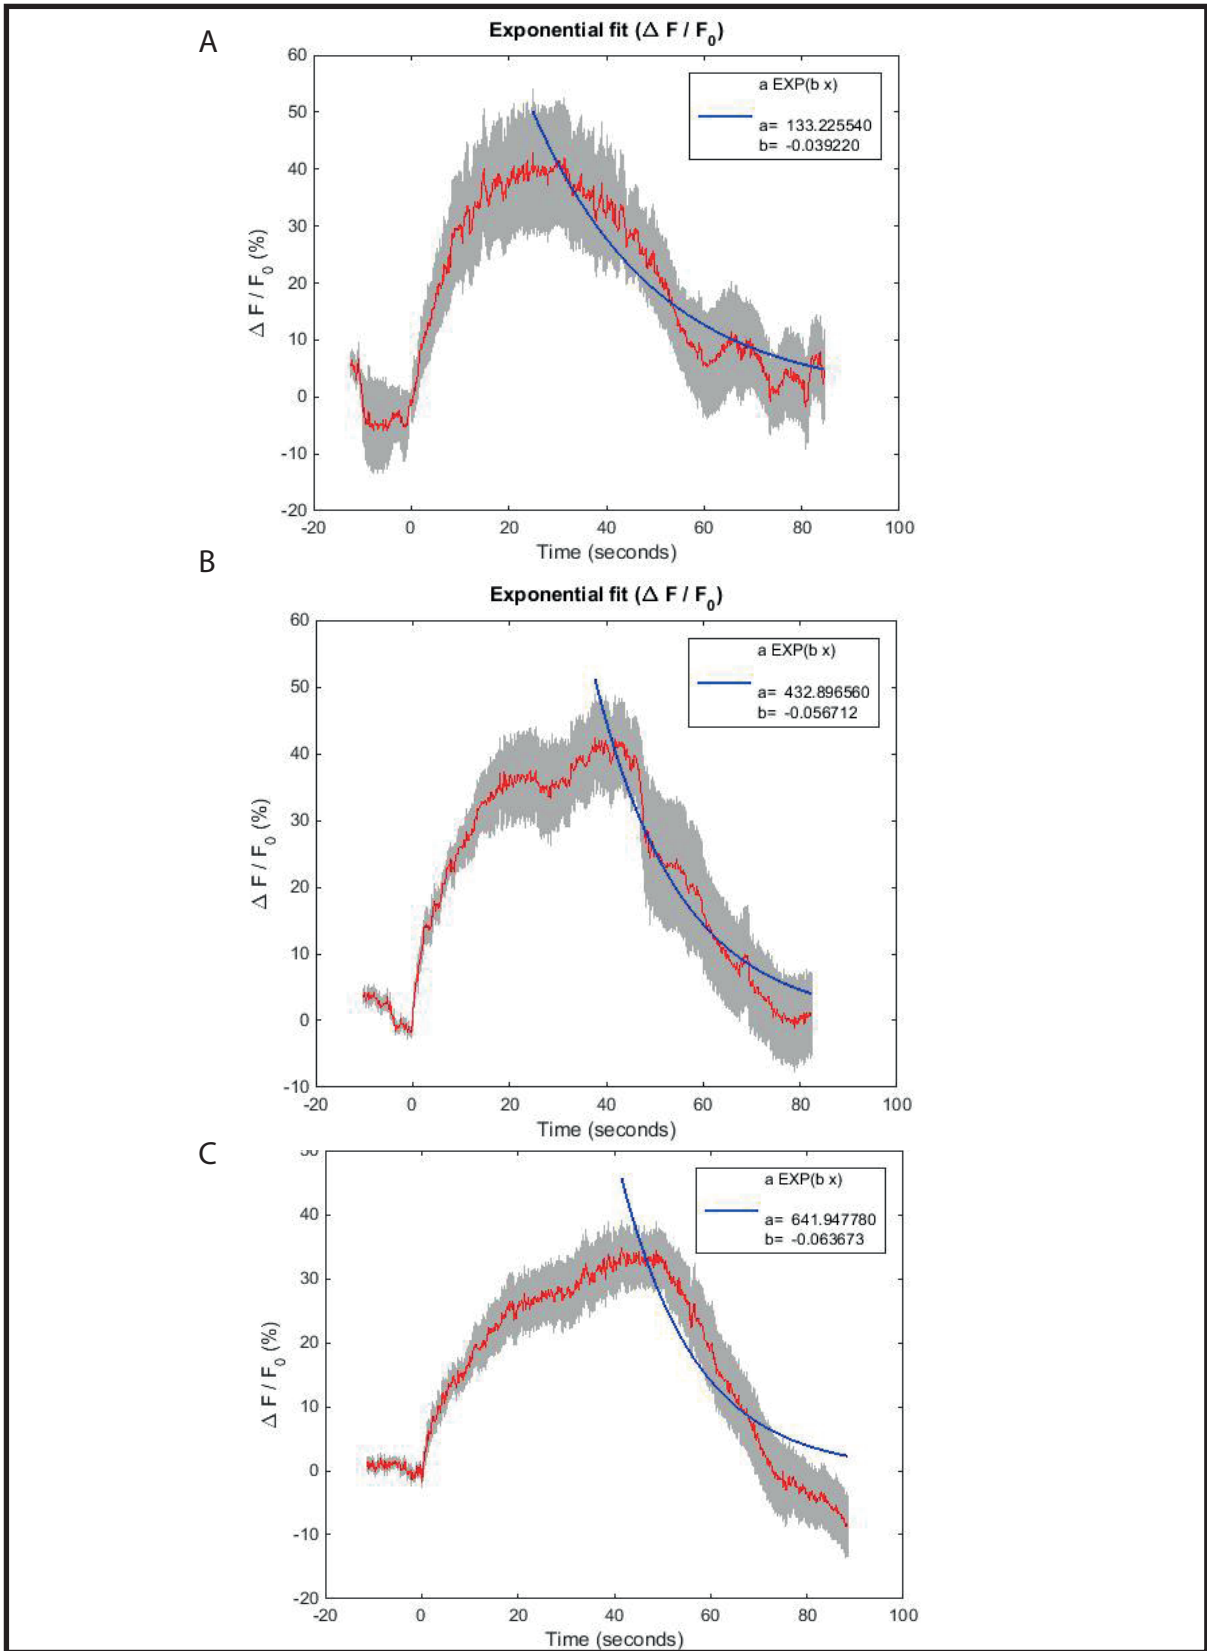 A
Exponential fit (Δ F / F0)
60
50
40
30
20
10
0
-10
-20
Δ F / F0 (%)
a EXP(b x)
a= 133.225540
b= -0.039220
-20 0 20 40 60 80 100
Time (seconds)
B
Exponential fit (Δ F / F0)
60
50
40
30
20
10
0
-10
Δ F / F0 (%)
a EXP(b x)
a= 432.896560
b= -0.056712
-20 0 20 40 60 80 100
Time (seconds)
C
50
40
30
20
10
0
-10
-20
Δ F / F0 (%)
a EXP(b x)
a= 641.947780
b= -0.063673
-20 0 20 40 60 80 100
Time (seconds)